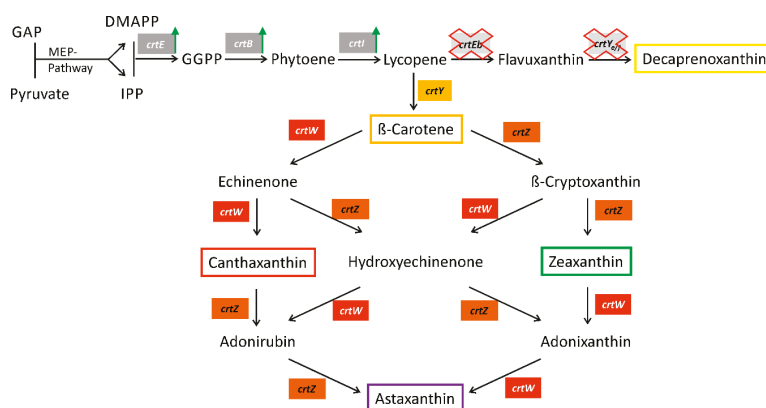 DMAPP
GAP
crtE crtB crtI crtEb crtYe/f
MEP-
Pathway
GGPP Phytoene Lycopene Flavuxanthin Decaprenoxanthin
Pyruvate IPP
crtY
crtW ß-Carotene crtZ
Echinenone ß-Cryptoxanthin
crtW crtZ crtW crtZ
Canthaxanthin Hydroxyechinenone Zeaxanthin
crtZ crtW crtZ crtW
Adonirubin Adonixanthin
crtZ crtW
Astaxanthin